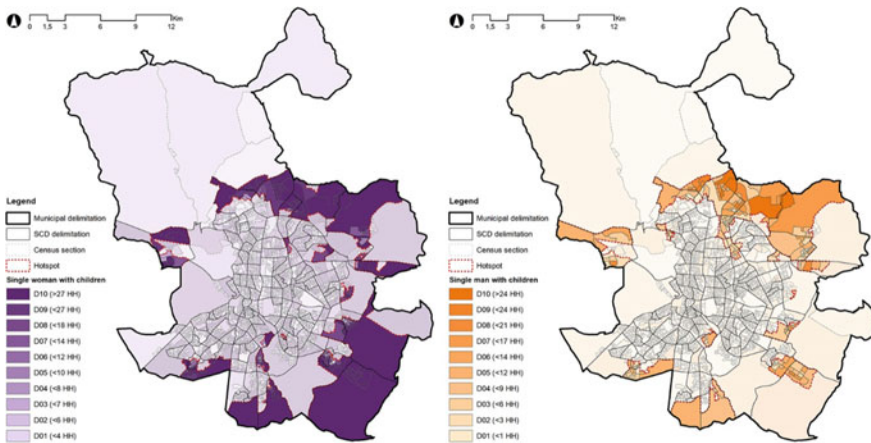 0 1,5 3 6 9 12
Km
Legend
Municipal delimitation
SCD delimitation
Census section
Hotspot
Single woman with children
D10 (>27 HH)
D09 (<27 HH)
D08 (<18 HH)
D07 (<14 HH)
D06 (<12 HH)
D05 (<10 HH)
D04 (<8 HH)
D03 (<7 HH)
D02 (<6 HH)
D01 (<4 HH)
0 1,5 3 6 9 12
Km
Legend
Municipal delimitation
SCD delimitation
Census section
Hotspot
Single man with children
D10 (>24 HH)
D09 (<24 HH)
D08 (<21 HH)
D07 (<17 HH)
D06 (<14 HH)
D05 (<12 HH)
D04 (<9 HH)
D03 (<6 HH)
D02 (<3 HH)
D01 (<1 HH)